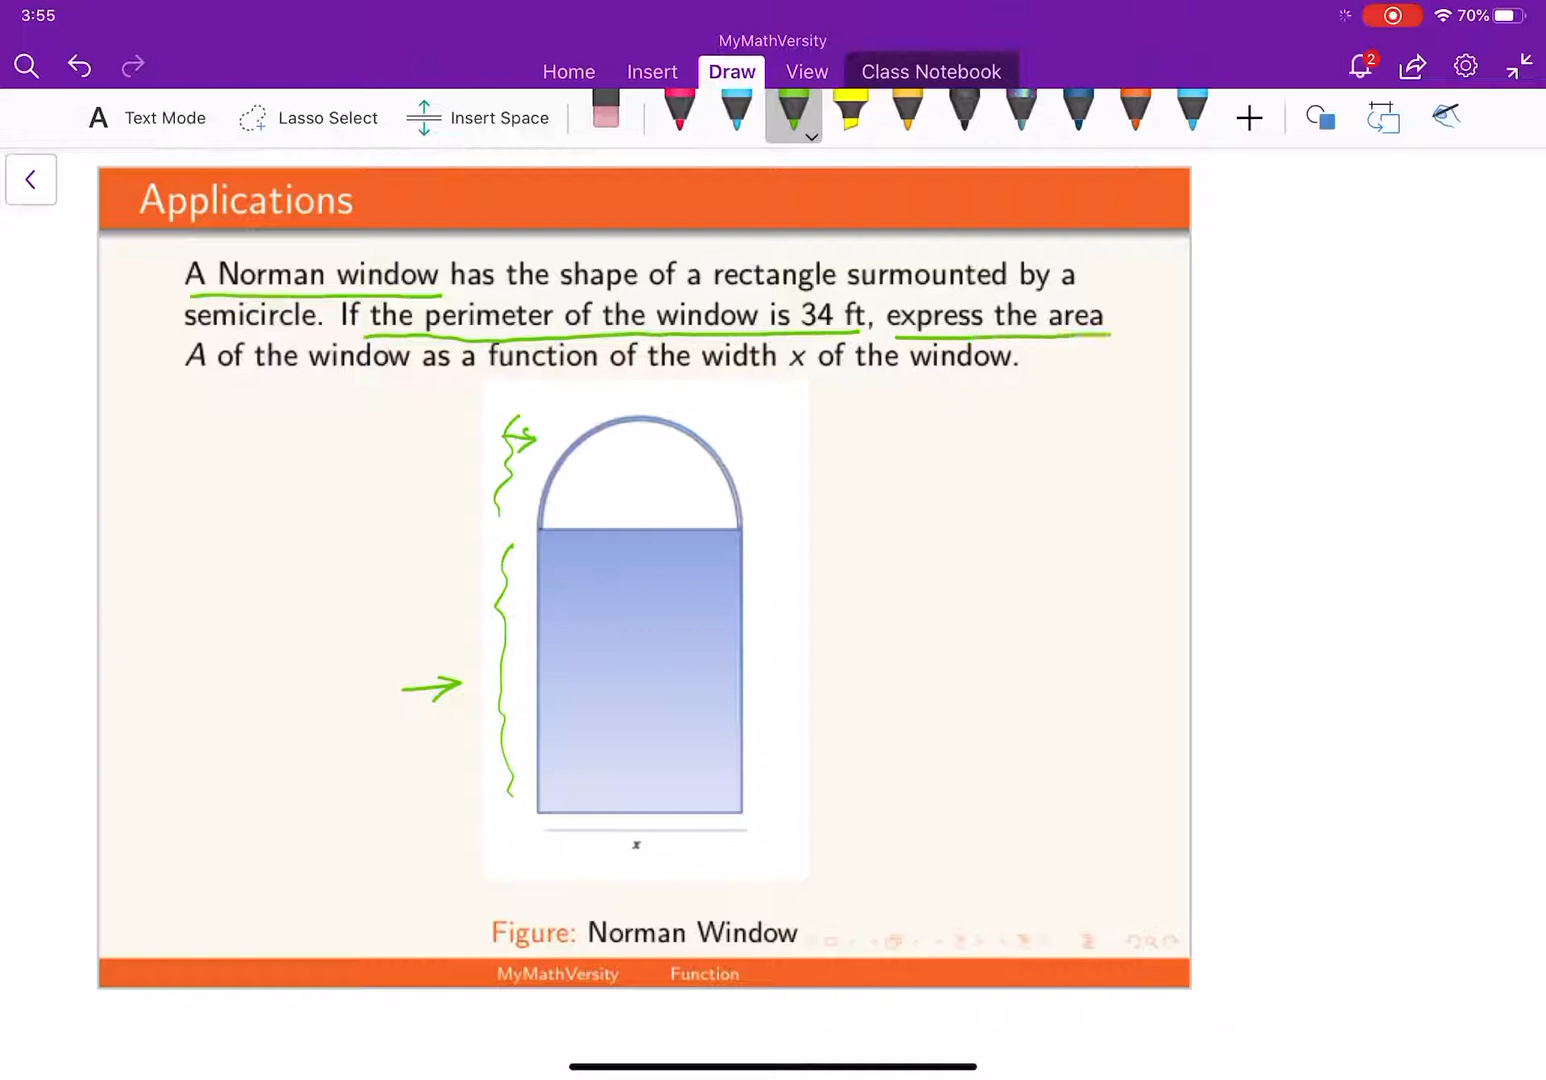 3:55
70%
MyMathVersity
Home Insert Draw View Class Notebook
2
A Text Mode Lasso Select Insert Space
Applications
A Norman window has the shape of a rectangle surmounted by a
semicircle. If the perimeter of the window is 34 ft, express the area
A of the window as a function of the width x of the window.
x
Figure: Norman Window
MyMathVersity Function